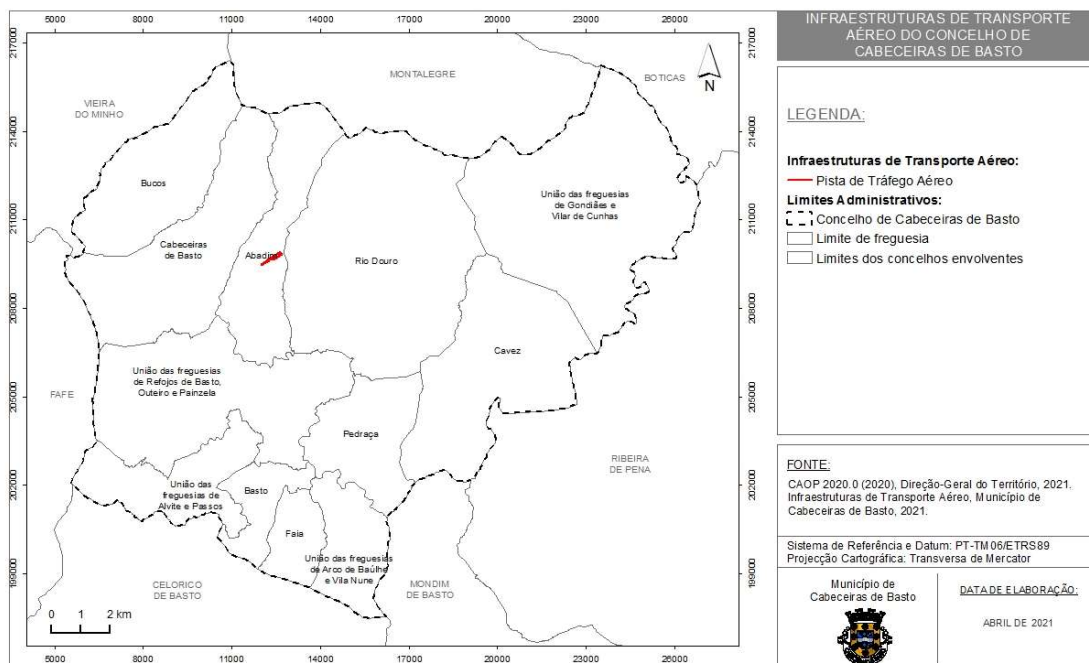 5000 8000 11000 14000 17000 20000 23000 26000
217000
214000
211000
208000
205000
202000
199000
217000
214000
211000
208000
205000
202000
199000
MONTALEGRE
BOTICAS
N
VIEIRA
DO MINHO
Bucos
União das freguesias
de Gondiães e
Vilar de Cunhas
Cabeceiras
de Basto
Abadim
Rio Douro
Cavez
União das freguesias
de Refojos de Basto,
Outeiro e Painzela
FAFE
Pedraça
RIBEIRA
DE PENA
União das
freguesias de
Alvite e Passos
Basto
Faia
União das freguesias
de Arco de Baúlhe
e Vila Nune
CELORICO
DE BASTO
MONDIM
DE BASTO
0 1 2 km
5000 8000 11000 14000 17000 20000 23000 26000
INFRAESTRUTURAS DE TRANSPORTE
AÉREO DO CONCELHO DE
CABECEIRAS DE BASTO
LEGENDA:
Infraestruturas de Transporte Aéreo:
Pista de Tráfego Aéreo
Limites Administrativos:
Concelho de Cabeceiras de Basto
Limite de freguesia
Limites dos concelhos envolventes
FONTE:
CAOP 2020.0 (2020), Direção-Geral do Território, 2021.
Infraestruturas de Transporte Aéreo, Município de
Cabeceiras de Basto, 2021.
Sistema de Referência e Datum: PT-TM06/ETRS89
Projecção Cartográfica: Transversa de Mercator
Município de
Cabeceiras de Basto
DATA DE ELABORAÇÃO:
ABRIL DE 2021